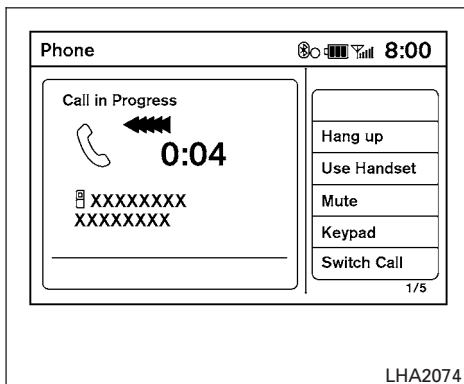 Phone
8:00
Call in Progress
0:04
XXXXXXXX
XXXXXXXX
Hang up
Use Handset
Mute
Keypad
Switch Call
1/5
LHA2074